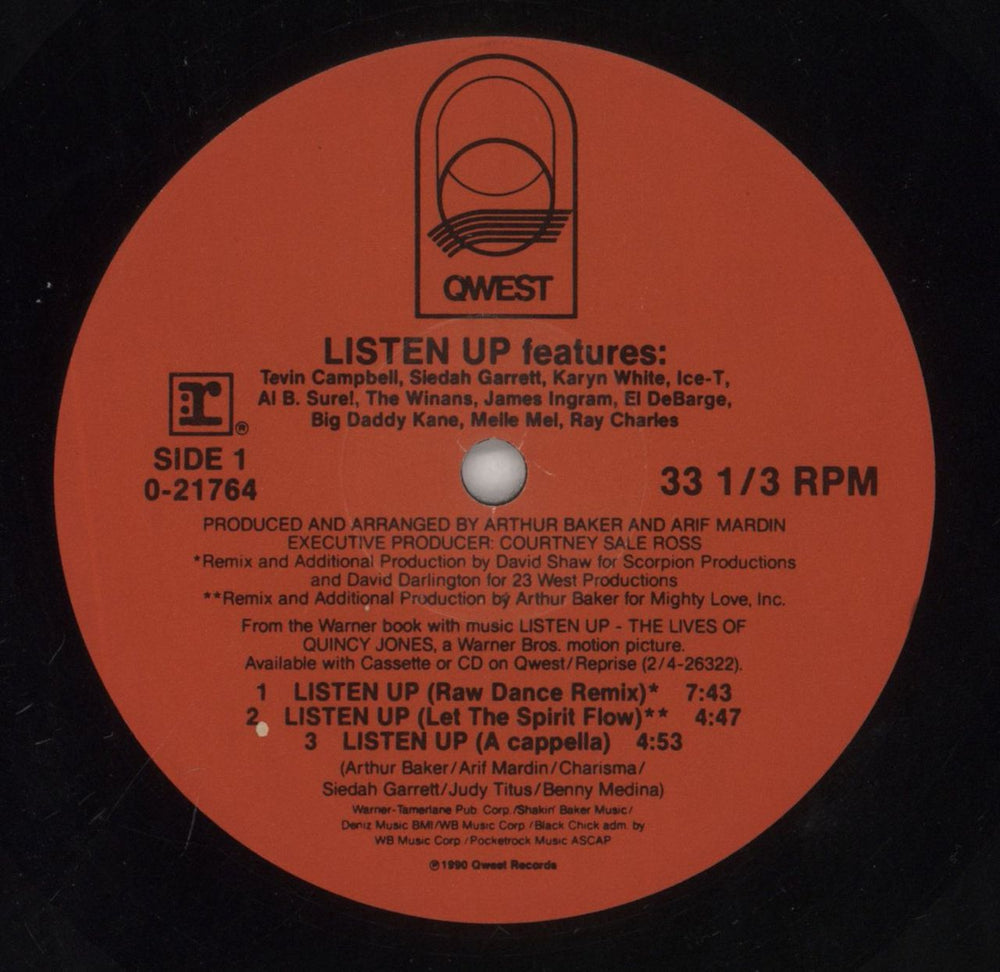 QWEST
LISTEN UP features:
Tevin Campbell, Siedah Garrett, Karyn White, Ice-T,
Al B. Sure!, The Winans, James Ingram, El DeBarge,
Big Daddy Kane, Melle Mel, Ray Charles
r ®
SIDE 1
0-21764
33 1/3 RPM
PRODUCED AND ARRANGED BY ARTHUR BAKER AND ARIF MARDIN
EXECUTIVE PRODUCER: COURTNEY SALE ROSS
*Remix and Additional Production by David Shaw for Scorpion Productions
and David Darlington for 23 West Productions
**Remix and Additional Production by Arthur Baker for Mighty Love, Inc.
From the Warner book with music LISTEN UP - THE LIVES OF
QUINCY JONES, a Warner Bros. motion picture.
Available with Cassette or CD on Qwest/Reprise (2/4-26322).
1 LISTEN UP (Raw Dance Remix)* 7:43
2 LISTEN UP (Let The Spirit Flow)** 4:47
3 LISTEN UP (A cappella) 4:53
(Arthur Baker/Arif Mardin/Charisma/
Siedah Garrett/Judy Titus/Benny Medina)
Warner-Tamerlane Pub. Corp./Shakin' Baker Music/
Deniz Music BMI/WB Music Corp./Black Chick adm. by
WB Music Corp./Pocketrock Music ASCAP
℗1990 Qwest Records